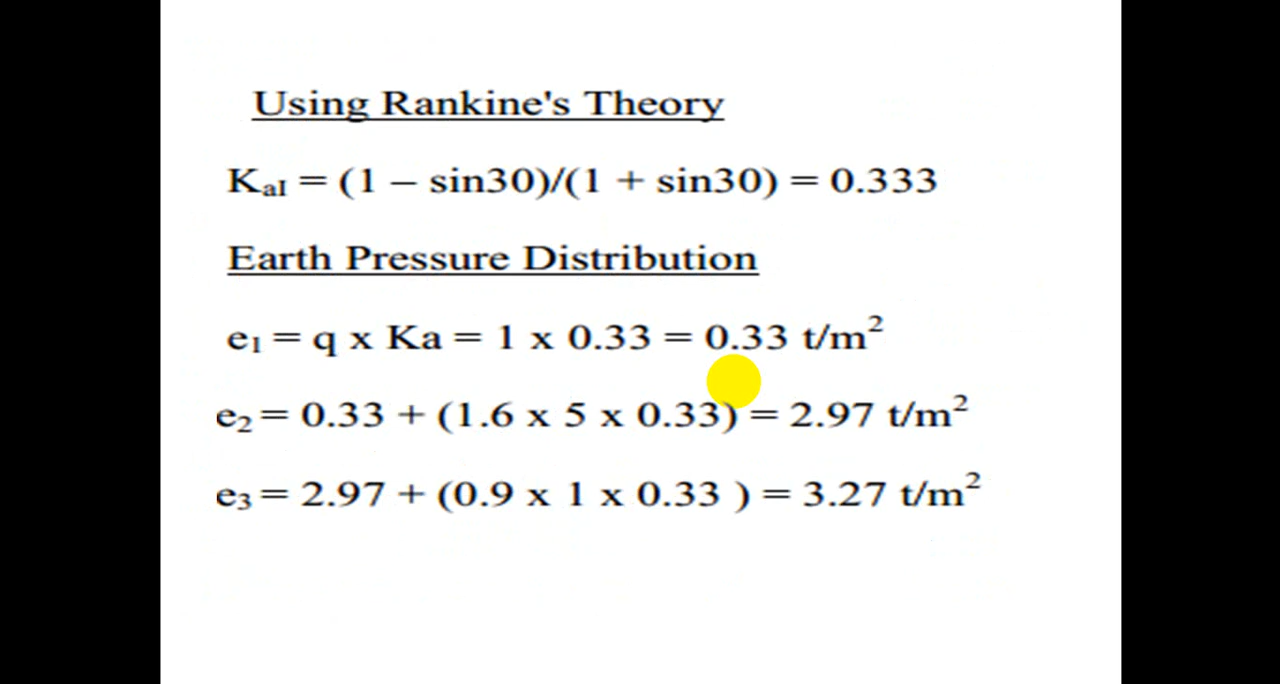 Using Rankine's Theory
KaI = (1 – sin30)/(1 + sin30) = 0.333
Earth Pressure Distribution
e1 = q x Ka = 1 x 0.33 = 0.33 t/m²
e2 = 0.33 + (1.6 x 5 x 0.33) = 2.97 t/m²
e3 = 2.97 + (0.9 x 1 x 0.33 ) = 3.27 t/m²